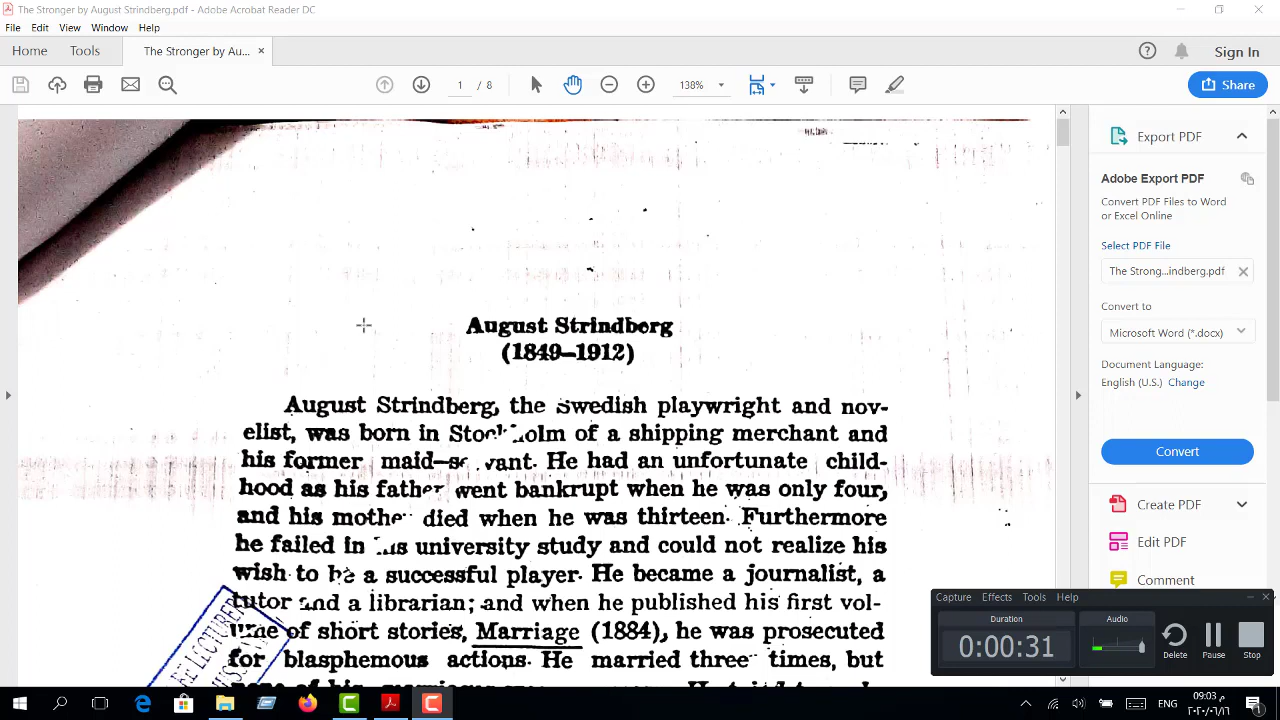 The Stronger by August Strindberg.pdf - Adobe Acrobat Reader DC
File Edit View Window Help
Home Tools The Stronger by Au... × Sign In
1 / 8 138% Share
Export PDF
Adobe Export PDF
Convert PDF Files to Word
or Excel Online
Select PDF File
The Strong...indberg.pdf
Convert to
Microsoft Word (*.docx)
Document Language:
English (U.S.) Change
Convert
Create PDF
Edit PDF
Comment
August Strindberg
(1849–1912)
August Strindberg, the Swedish playwright and nov-
elist, was born in Stockholm of a shipping merchant and
his former maid–servant. He had an unfortunate child-
hood as his father went bankrupt when he was only four,
and his mother died when he was thirteen. Furthermore
he failed in his university study and could not realize his
wish to be a successful player. He became a journalist, a
tutor and a librarian; and when he published his first vol-
ume of short stories, Marriage (1884), he was prosecuted
for blasphemous actions. He married three times, but
Capture Effects Tools Help
Duration
0:00:31
Audio
Delete Pause Stop
ENG
09:03 م